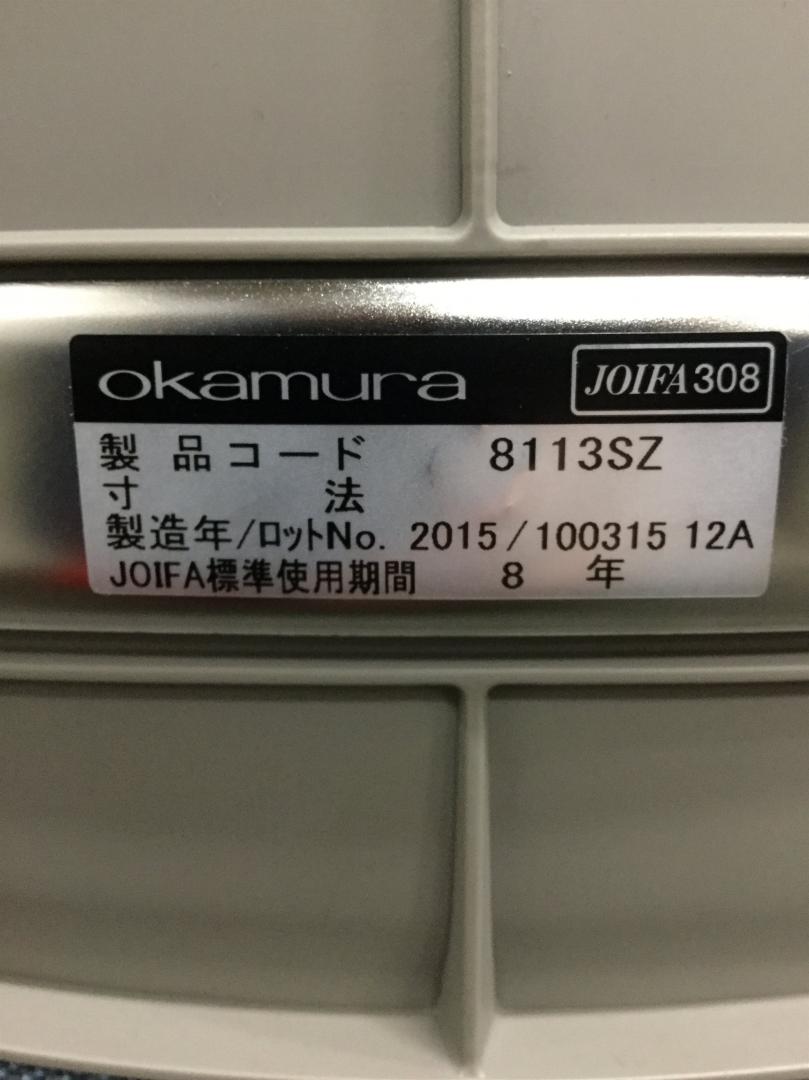 okamura JOIFA308
製品コード 8113SZ
寸法
製造年/ロットNo. 2015/100315 12A
JOIFA標準使用期間 8 年